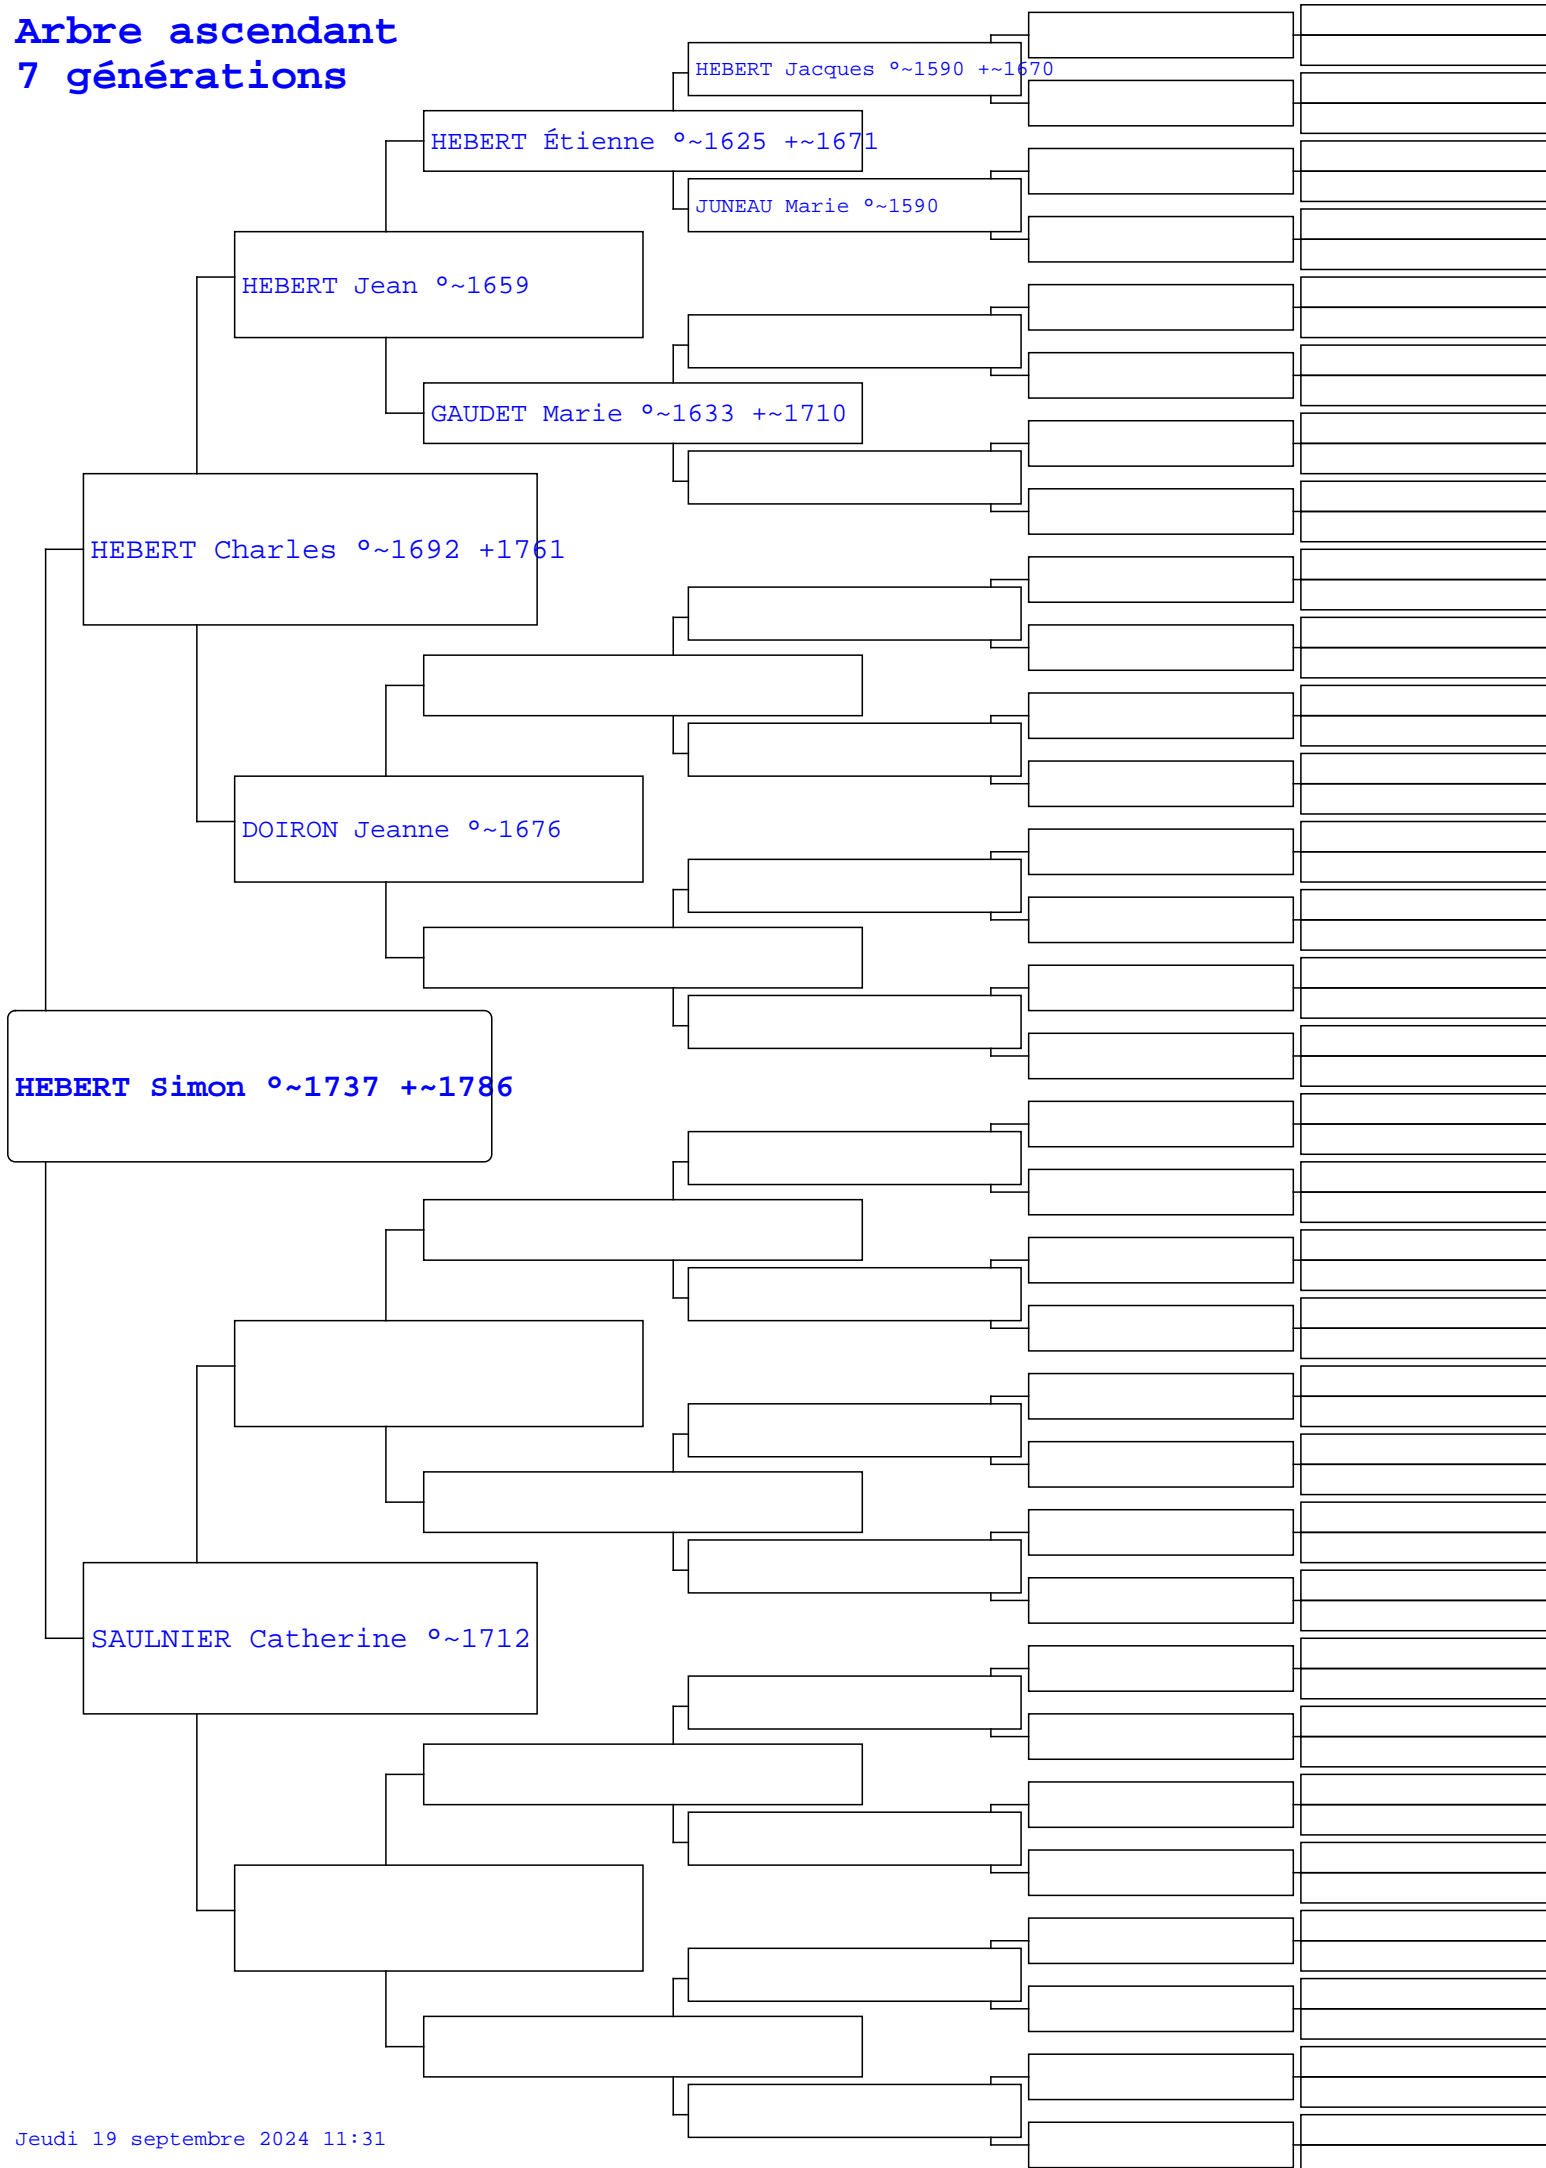 Arbre ascendant
7 générations
HEBERT Jacques °~1590 +~1670
HEBERT Étienne °~1625 +~1671
JUNEAU Marie °~1590
HEBERT Jean °~1659
GAUDET Marie °~1633 +~1710
HEBERT Charles °~1692 +1761
DOIRON Jeanne °~1676
HEBERT Simon °~1737 +~1786
SAULNIER Catherine °~1712
Jeudi 19 septembre 2024 11:31